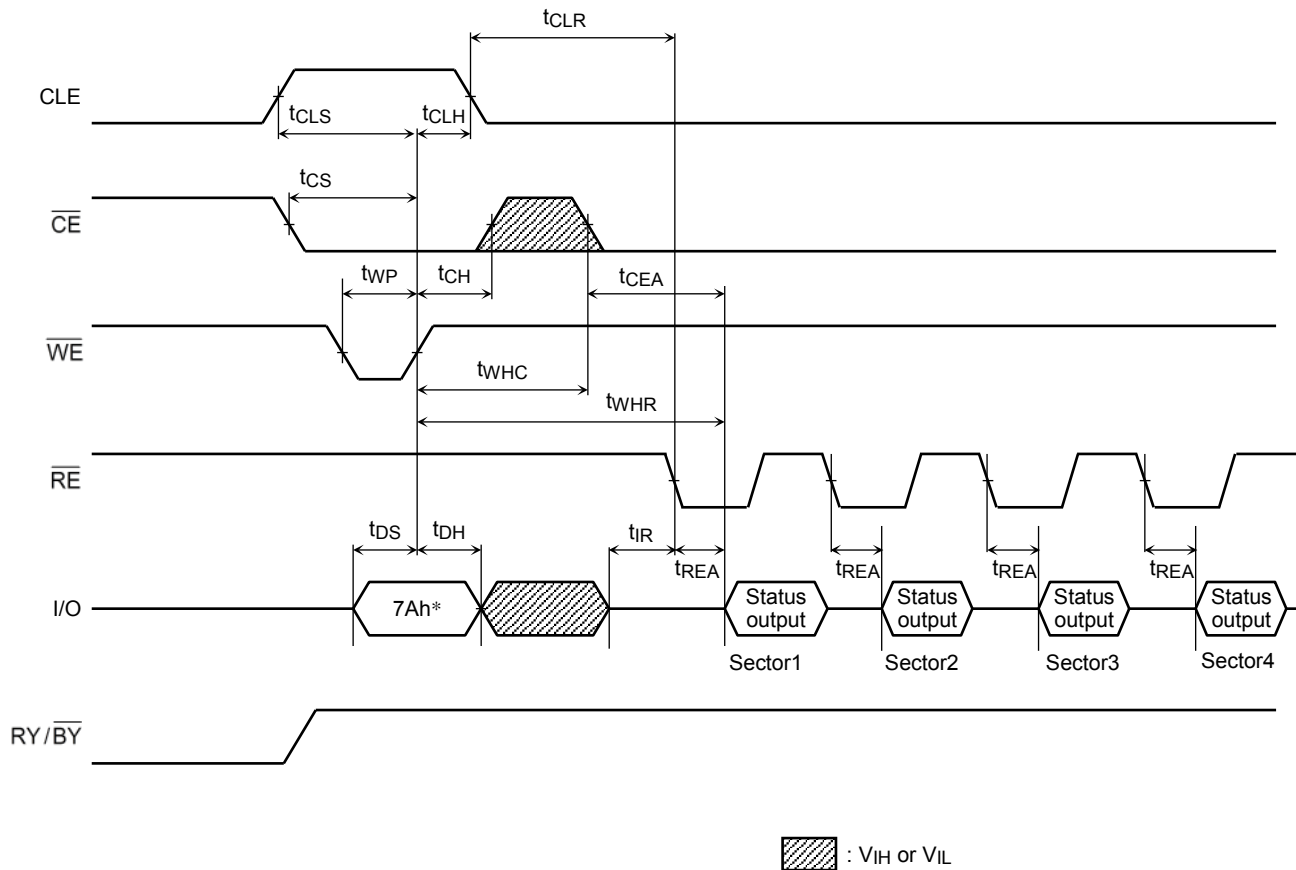 tCLR
CLE
tCLS
tCLH
tCS
CE
tWP
tCH
tCEA
WE
tWHC
tWHR
RE
tDS
tDH
tIR
tREA
tREA
tREA
tREA
I/O
7Ah*
Status output
Status output
Status output
Status output
Sector1
Sector2
Sector3
Sector4
RY/BY
: VIH or VIL